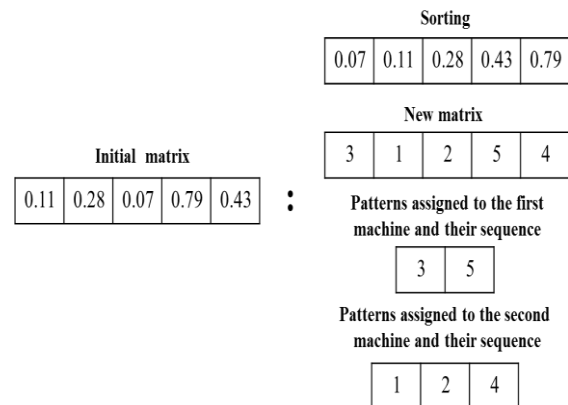 Sorting
0.07 0.11 0.28 0.43 0.79
New matrix
3 1 2 5 4
Initial matrix
0.11 0.28 0.07 0.79 0.43 :
Patterns assigned to the first
machine and their sequence
3 5
Patterns assigned to the second
machine and their sequence
1 2 4